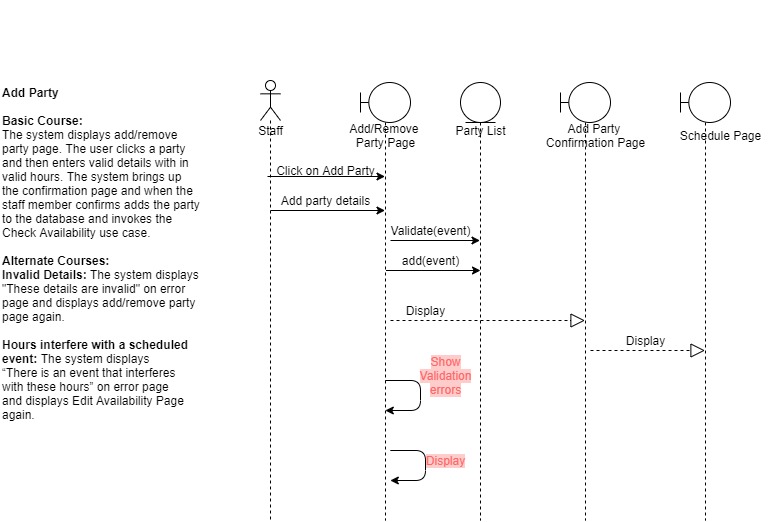 Add Party
Basic Course:
The system displays add/remove
party page. The user clicks a party
and then enters valid details with in
valid hours. The system brings up
the confirmation page and when the
staff member confirms adds the party
to the database and invokes the
Check Availability use case.
Alternate Courses:
Invalid Details: The system displays
"These details are invalid" on error
page and displays add/remove party
page again.
Hours interfere with a scheduled
event: The system displays
“There is an event that interferes
with these hours” on error page
and displays Edit Availability Page
again.
Staff
Add/Remove
Party Page
Party List
Add Party
Confirmation Page
Schedule Page
Click on Add Party
Add party details
Validate(event)
add(event)
Display
Display
Show
Validation
errors
Display